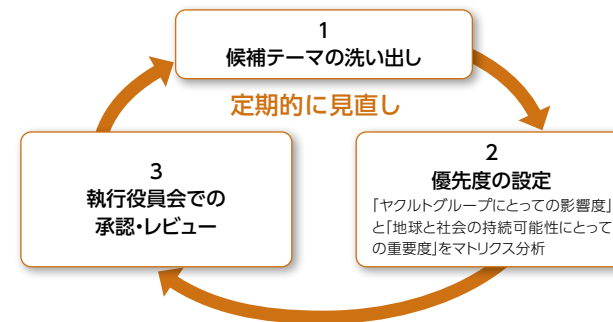 1
候補テーマの洗い出し
定期的に見直し
2
優先度の設定
「ヤクルトグループにとっての影響度」
と「地球と社会の持続可能性にとって
の重要度」をマトリクス分析
3
執行役員会での
承認・レビュー